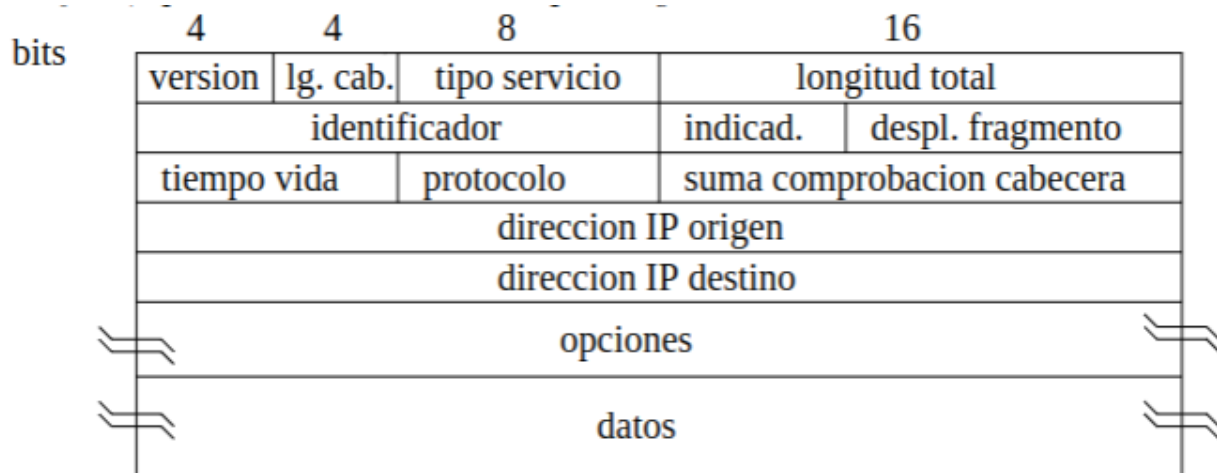 4 4 8 16
bits
version lg. cab. tipo servicio longitud total
identificador indicad. despl. fragmento
tiempo vida protocolo suma comprobacion cabecera
direccion IP origen
direccion IP destino
opciones
datos